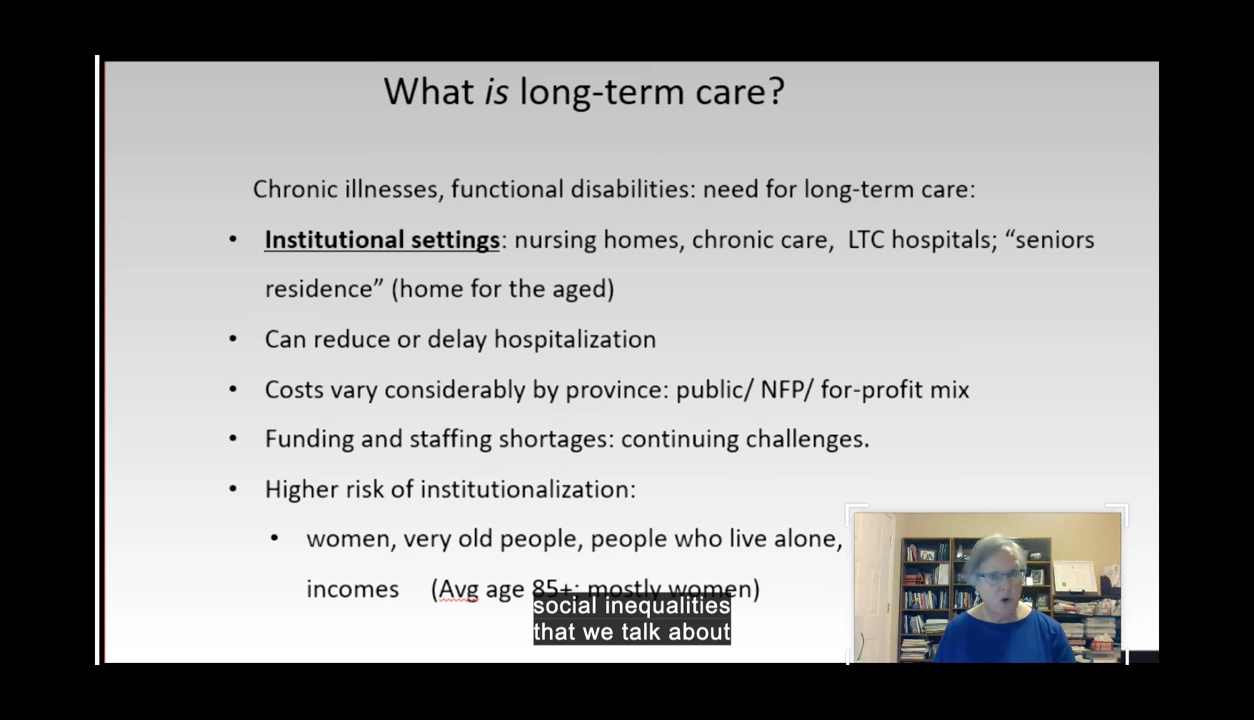 What is long-term care?
Chronic illnesses, functional disabilities: need for long-term care:
• Institutional settings: nursing homes, chronic care, LTC hospitals; “seniors
residence” (home for the aged)
• Can reduce or delay hospitalization
• Costs vary considerably by province: public/ NFP/ for-profit mix
• Funding and staffing shortages: continuing challenges.
• Higher risk of institutionalization:
• women, very old people, people who live alone,
incomes (Avg age 85+; mostly women)
social inequalities
that we talk about